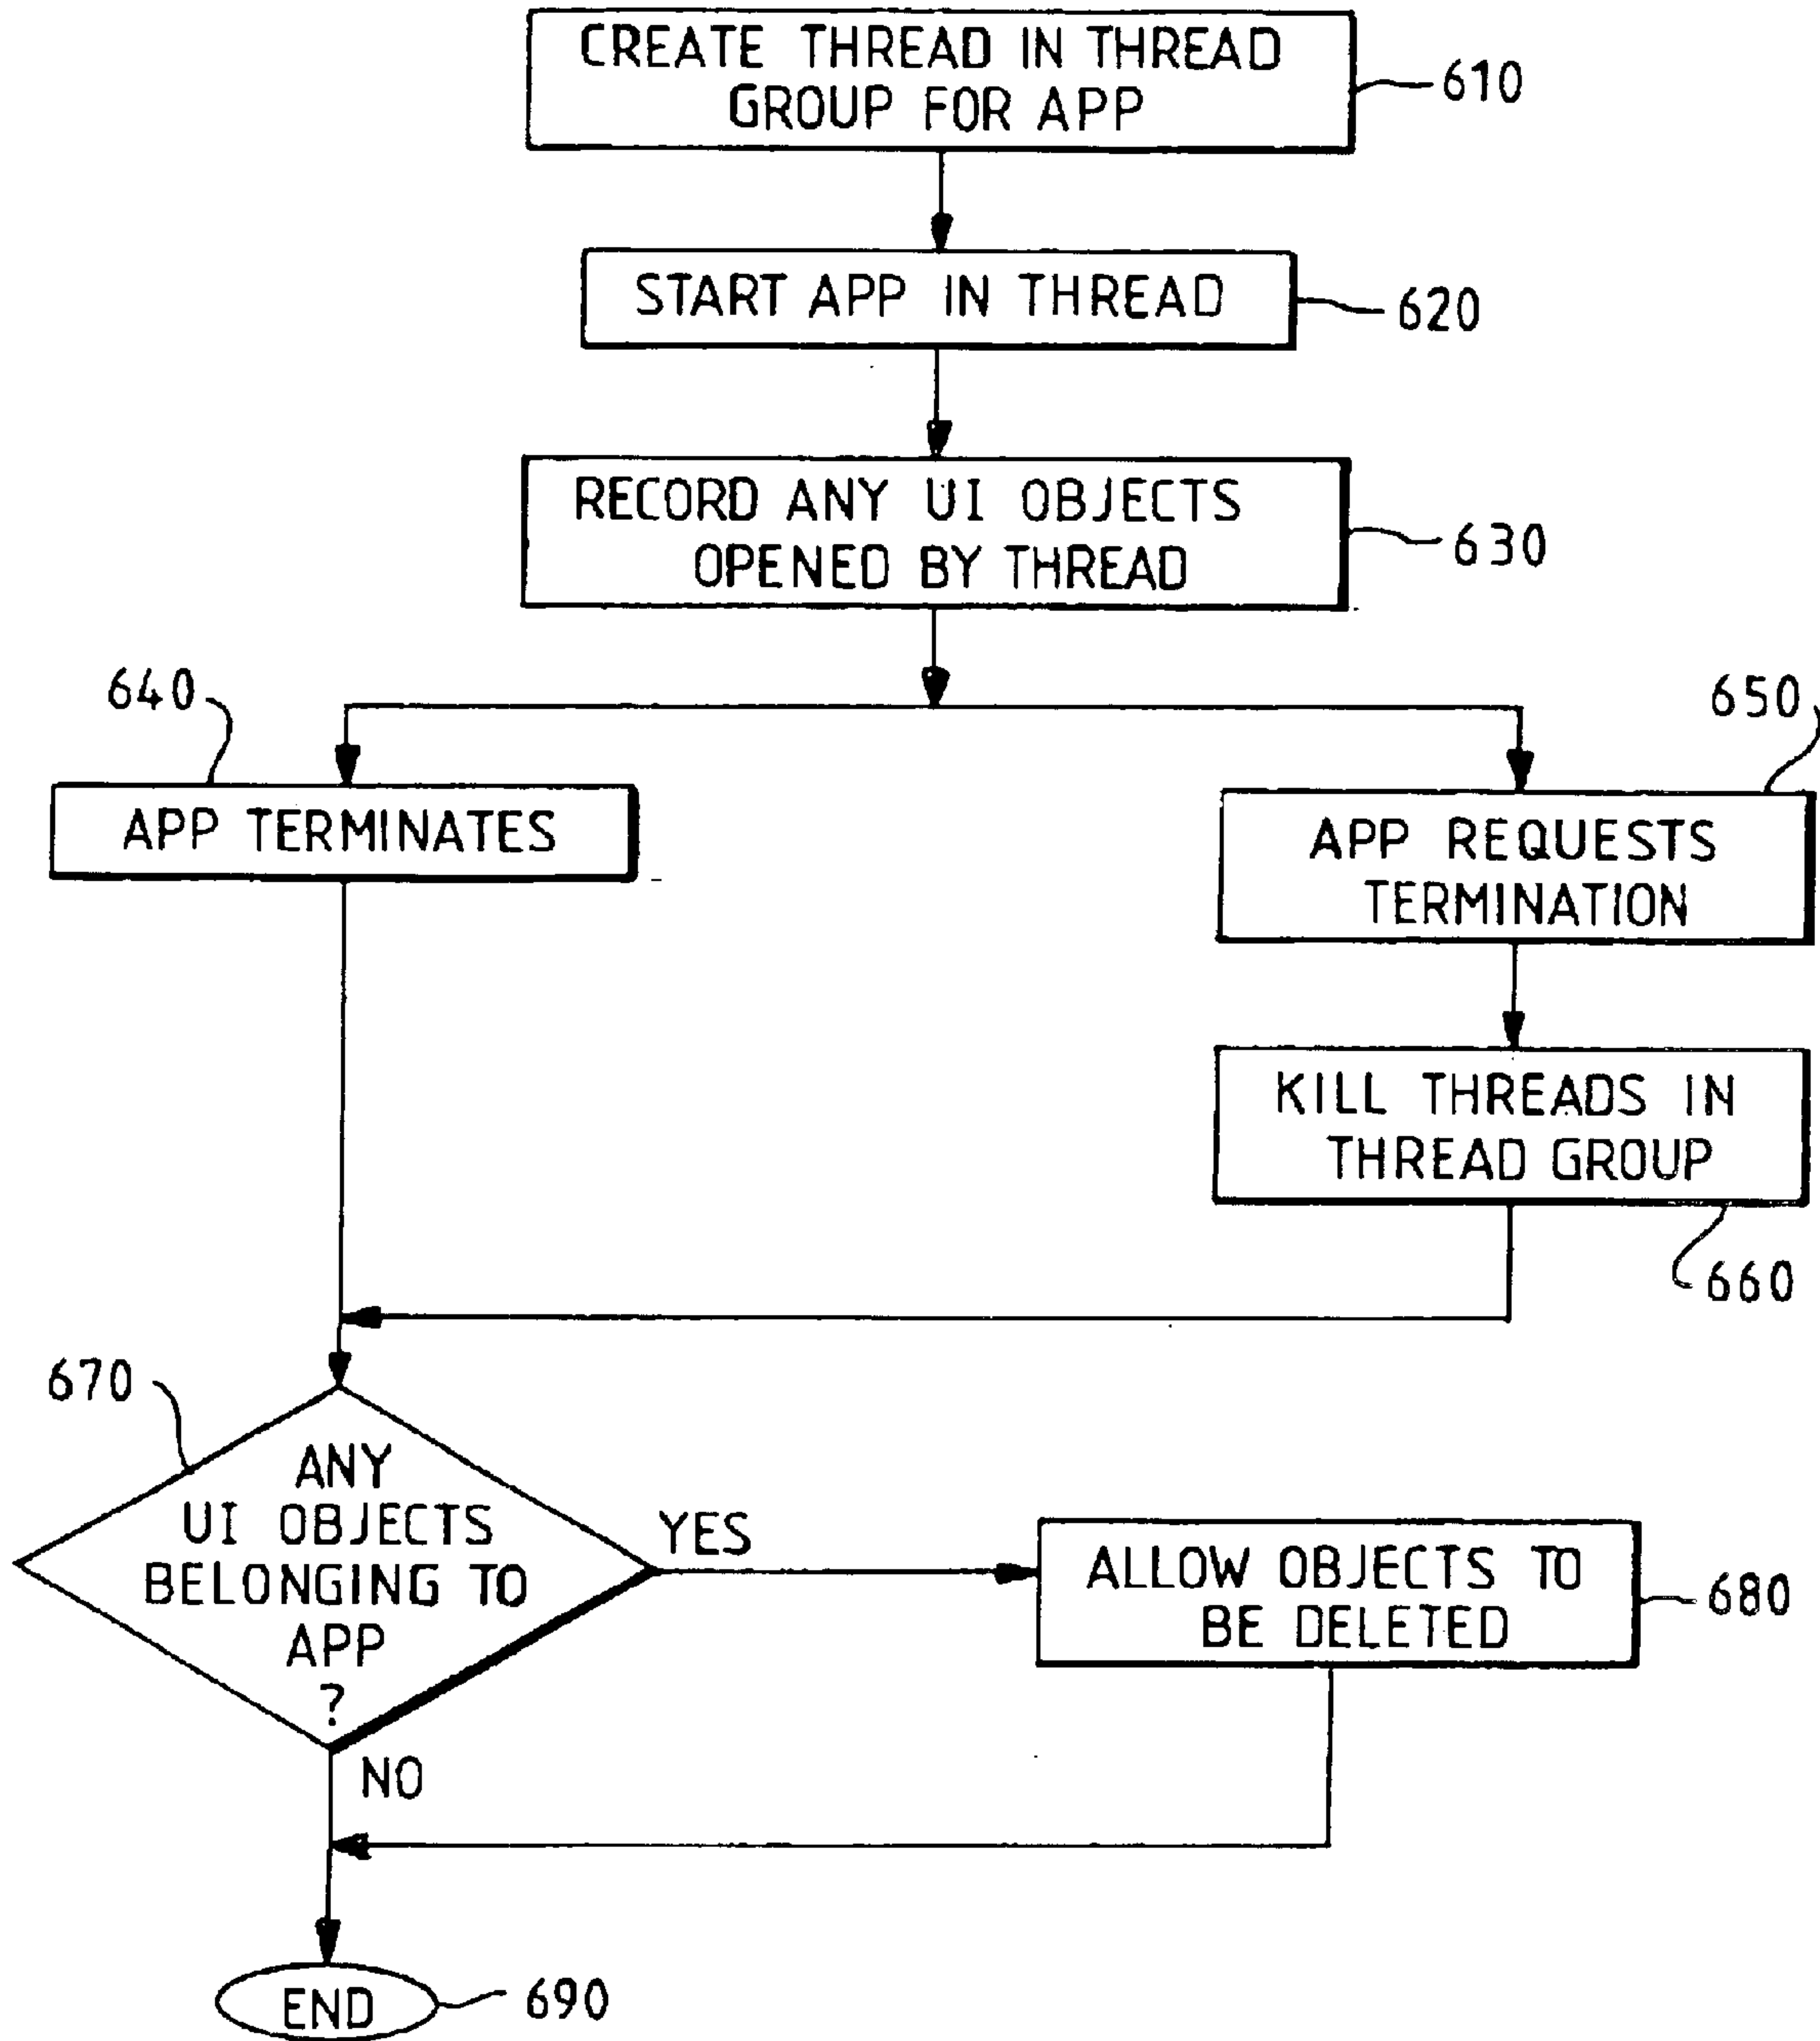 CREATE THREAD IN THREAD
GROUP FOR APP
610
START APP IN THREAD
620
RECORD ANY UI OBJECTS
OPENED BY THREAD
630
640
650
APP TERMINATES
APP REQUESTS
TERMINATION
KILL THREADS IN
THREAD GROUP
660
670
ANY
UI OBJECTS
BELONGING TO
APP
?
YES
ALLOW OBJECTS TO
BE DELETED
680
NO
END
690